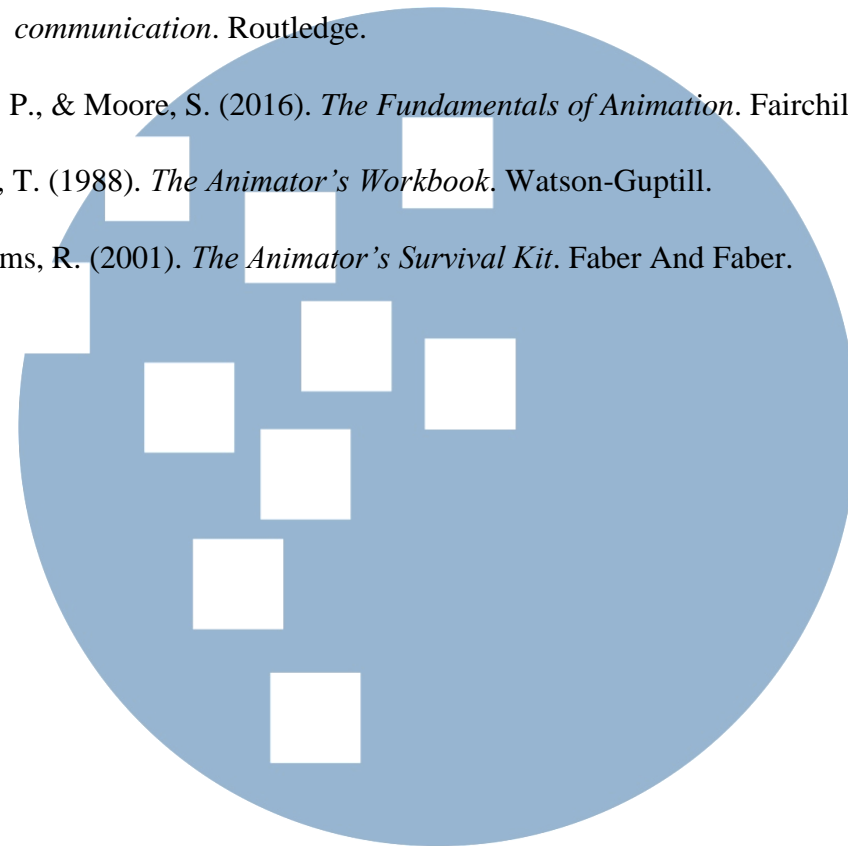 communication. Routledge.
P., & Moore, S. (2016). The Fundamentals of Animation. Fairchil
, T. (1988). The Animator’s Workbook. Watson-Guptill.
ms, R. (2001). The Animator’s Survival Kit. Faber And Faber.